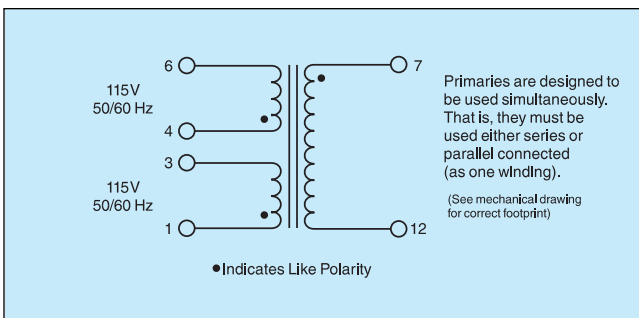 6
115V
50/60 Hz
4
3
115V
50/60 Hz
1
7
12
Primaries are designed to
be used simultaneously.
That is, they must be
used either series or
parallel connected
(as one winding).
(See mechanical drawing
for correct footprint)
●Indicates Like Polarity